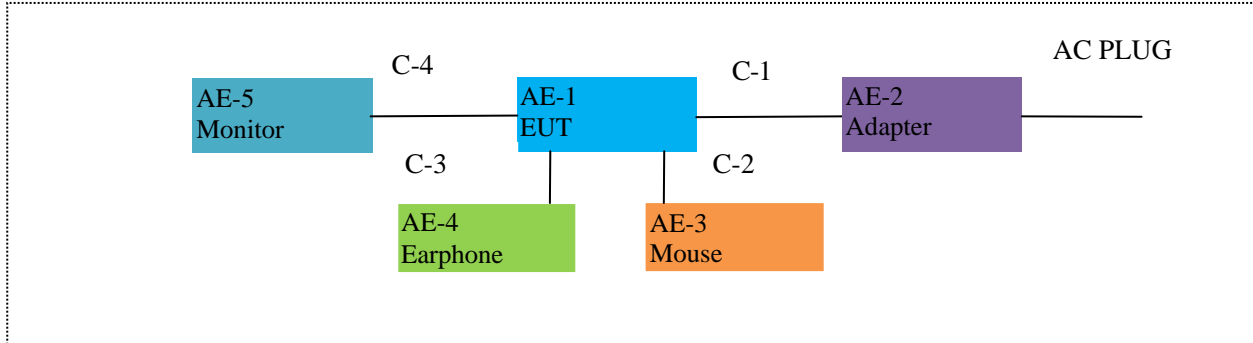 AC PLUG
C-4
C-1
AE-5
Monitor
AE-1
EUT
AE-2
Adapter
C-3
C-2
AE-4
Earphone
AE-3
Mouse